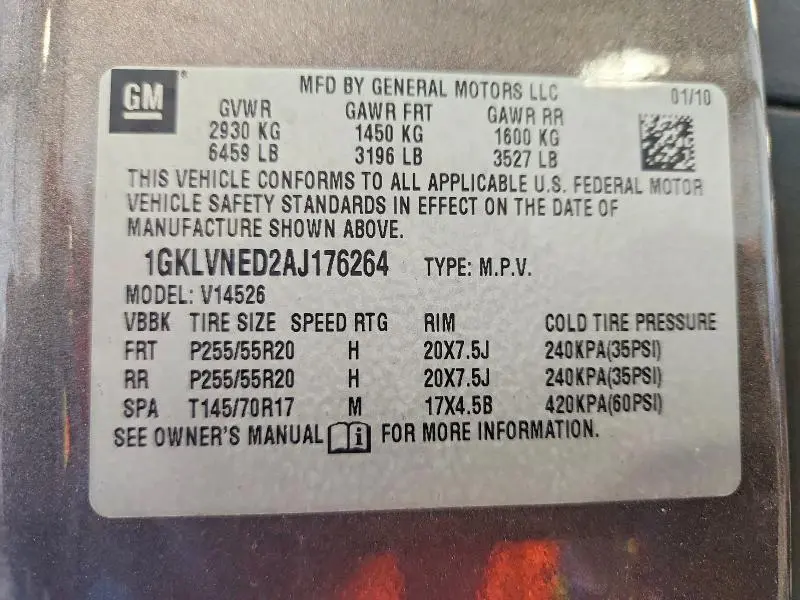 GM®
MFD BY GENERAL MOTORS LLC
01/10
GVWR GAWR FRT GAWR RR
2930 KG 1450 KG 1600 KG
6459 LB 3196 LB 3527 LB
THIS VEHICLE CONFORMS TO ALL APPLICABLE U.S. FEDERAL MOTOR
VEHICLE SAFETY STANDARDS IN EFFECT ON THE DATE OF
MANUFACTURE SHOWN ABOVE.
1GKLVNED2AJ176264 TYPE: M.P.V.
MODEL: V14526
VBBK TIRE SIZE SPEED RTG RIM COLD TIRE PRESSURE
FRT P255/55R20 H 20X7.5J 240KPA(35PSI)
RR P255/55R20 H 20X7.5J 240KPA(35PSI)
SPA T145/70R17 M 17X4.5B 420KPA(60PSI)
SEE OWNER'S MANUAL FOR MORE INFORMATION.